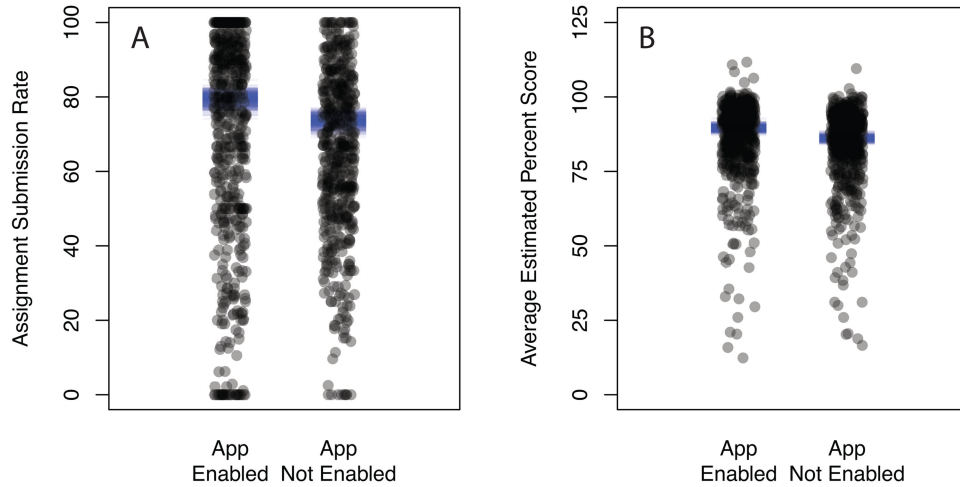 A
Assignment Submission Rate
100
80
60
40
20
0
App
Enabled
App
Not Enabled
B
Average Estimated Percent Score
125
100
75
50
25
0
App
Enabled
App
Not Enabled